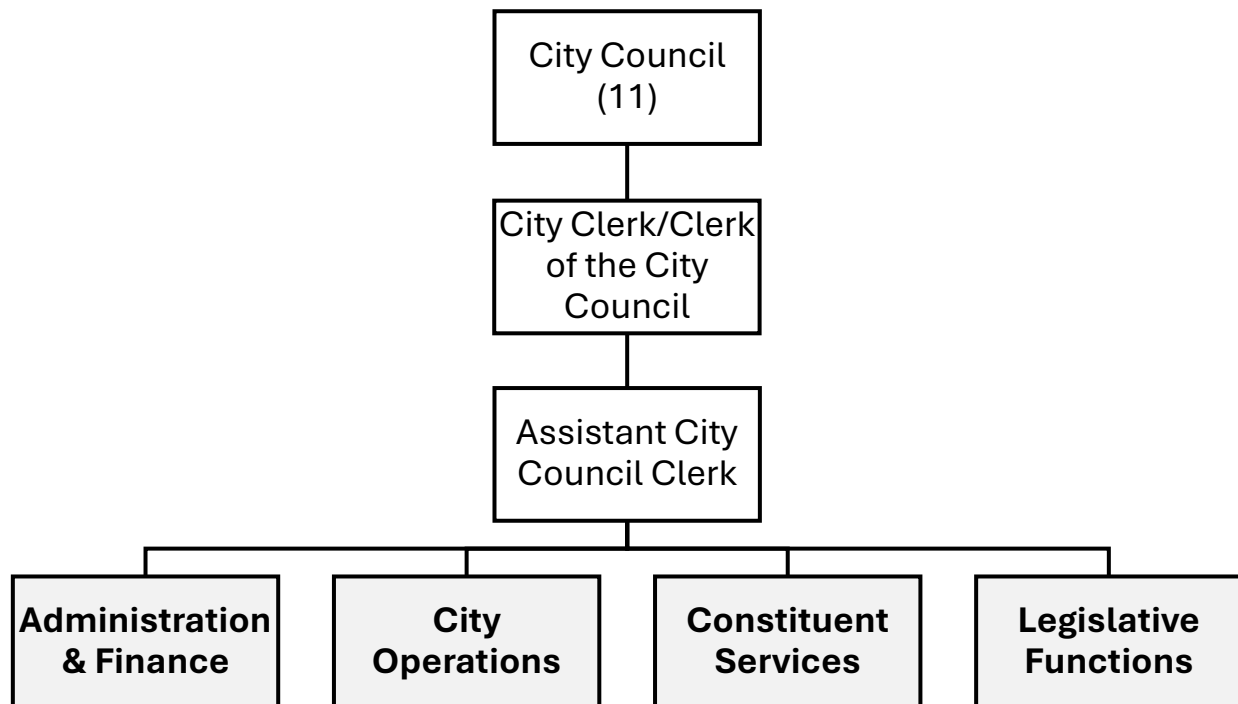 City Council
(11)
City Clerk/Clerk
of the City
Council
Assistant City
Council Clerk
Administration
& Finance
City
Operations
Constituent
Services
Legislative
Functions